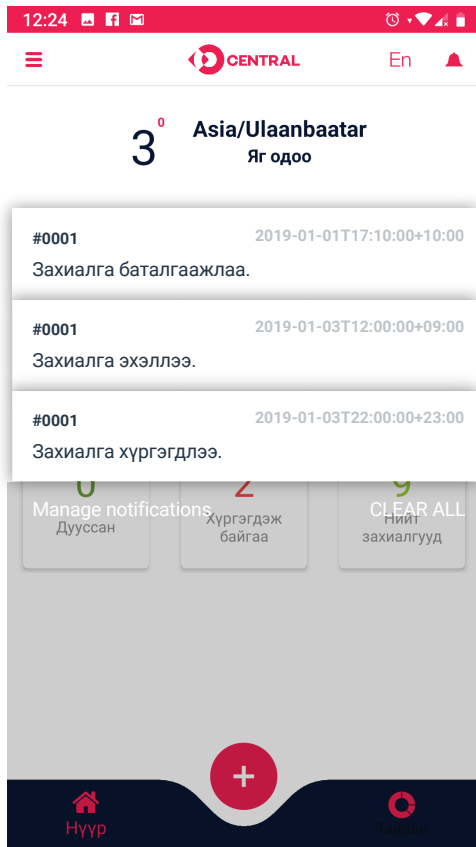 12:24
CENTRAL
En
3⁰
Asia/Ulaanbaatar
Яг одоо
#0001
2019-01-01T17:10:00+10:00
Захиалга баталгаажлаа.
#0001
2019-01-03T12:00:00+09:00
Захиалга эхэллээ.
#0001
2019-01-03T22:00:00+23:00
Захиалга хүргэгдлээ.
0
2
9
Manage notifications
CLEAR ALL
Дууссан
Хүргэгдэж
байгаа
Нийт
захиалгууд
+
Нүүр